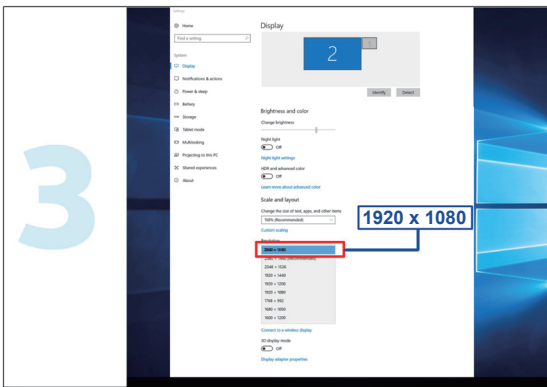 3
Home
Find a setting
System
Display
Notifications & actions
Power & sleep
Battery
Storage
Tablet mode
Multitasking
Projecting to this PC
Shared experiences
About
Display
2
1
Identify
Detect
Brightness and color
Change brightness
Night light
Off
Night light settings
HDR and advanced color
Off
Learn more about advanced color
Scale and layout
Change the size of text, apps, and other items
100% (Recommended)
Custom scaling
Resolution
(Recommended)
2048 × 1536
1920 × 1440
1920 × 1200
1920 × 1080
1768 × 992
1680 × 1050
1600 × 1200
Connect to a wireless display
3D display mode
Off
Display adapter properties
1920 x 1080